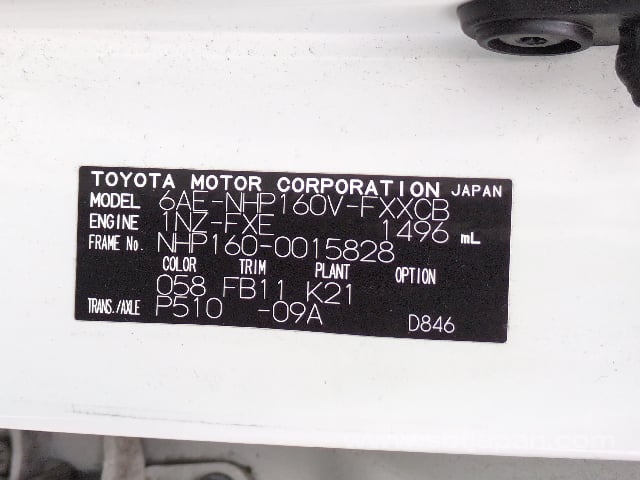 TOYOTA MOTOR CORPORATION JAPAN
MODEL 6AE-NHP160V-FXXCB
ENGINE 1NZ-FXE 1496 mL
FRAME No. NHP160-0015828
COLOR TRIM PLANT OPTION
058 FB11 K21
TRANS./AXLE P510 -09A D846